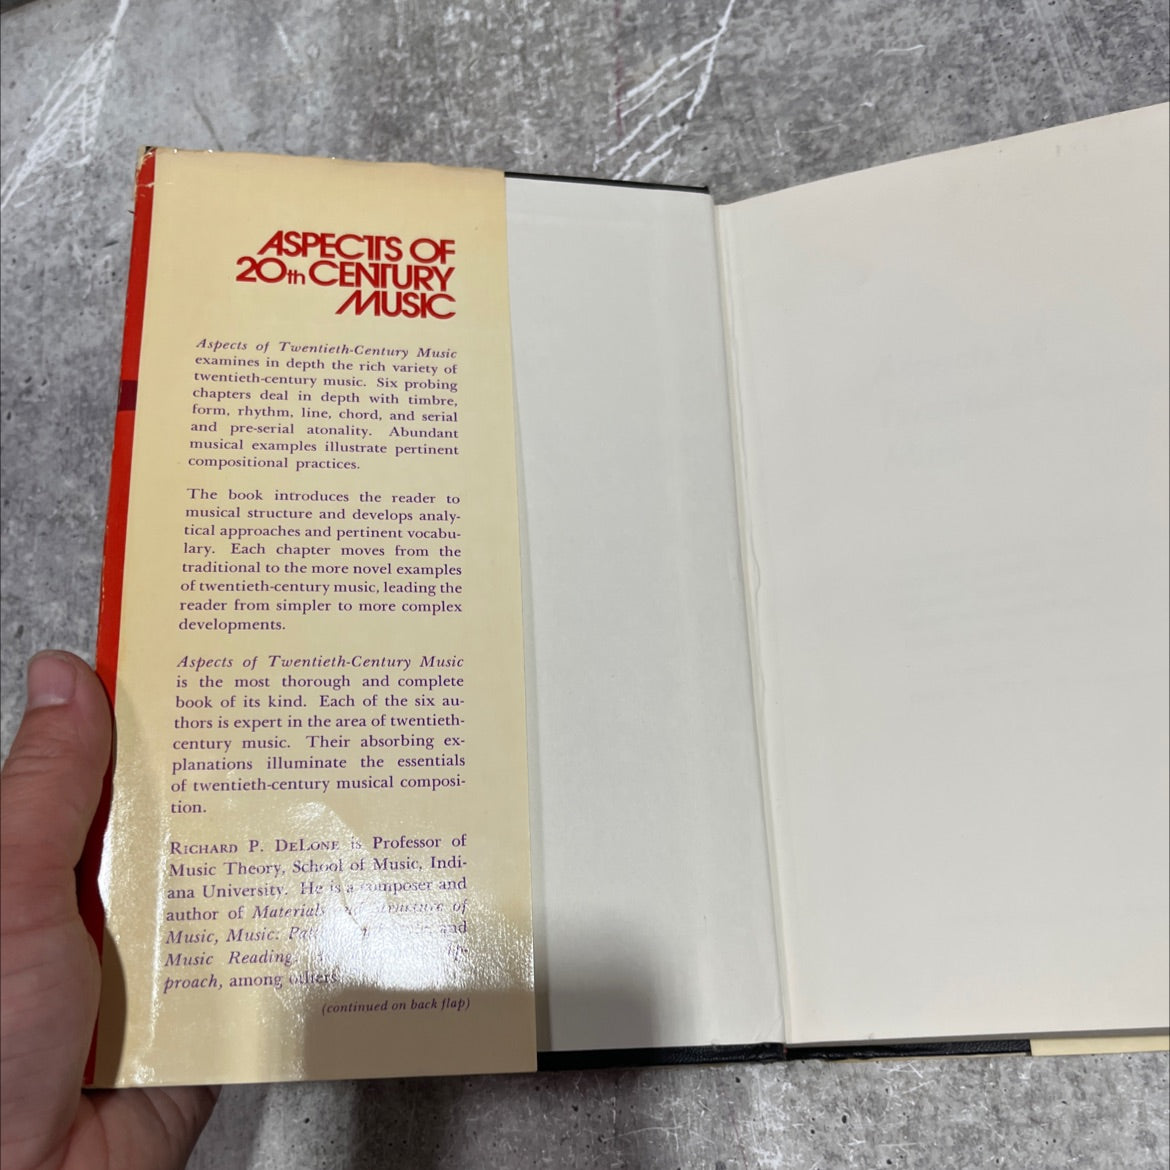 ASPECTS OF
20th CENTURY
MUSIC
Aspects of Twentieth-Century Music
examines in depth the rich variety of
twentieth-century music. Six probing
chapters deal in depth with timbre,
form, rhythm, line, chord, and serial
and pre-serial atonality. Abundant
musical examples illustrate pertinent
compositional practices.
The book introduces the reader to
musical structure and develops analy-
tical approaches and pertinent vocabu-
lary. Each chapter moves from the
traditional to the more novel examples
of twentieth-century music, leading the
reader from simpler to more complex
developments.
Aspects of Twentieth-Century Music
is the most thorough and complete
book of its kind. Each of the six au-
thors is expert in the area of twentieth-
century music. Their absorbing ex-
planations illuminate the essentials
of twentieth-century musical composi-
tion.
RICHARD P. DELONE is Professor of
Music Theory, School of Music, Indi-
ana University. He is a composer and
author of Materials and Structure of
Music, Music: and
Music Reading:
proach, among others.
(continued on back flap)